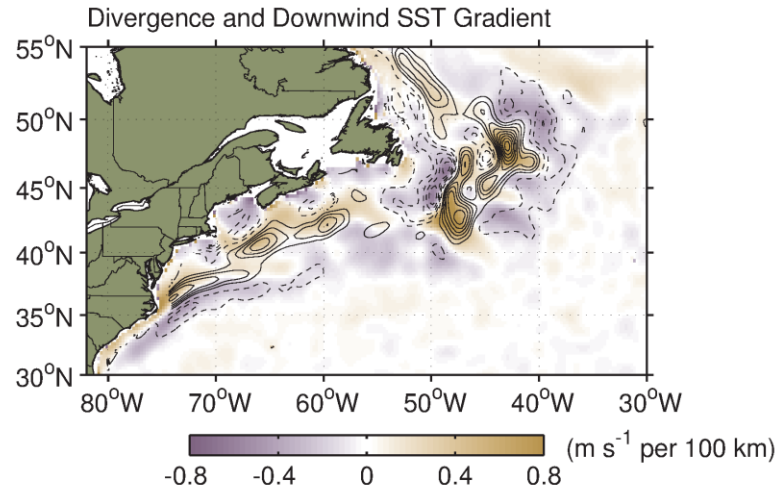 Divergence and Downwind SST Gradient
55°N
50°N
45°N
40°N
35°N
30°N
80°W 70°W 60°W 50°W 40°W 30°W
(m s⁻¹ per 100 km)
-0.8 -0.4 0 0.4 0.8